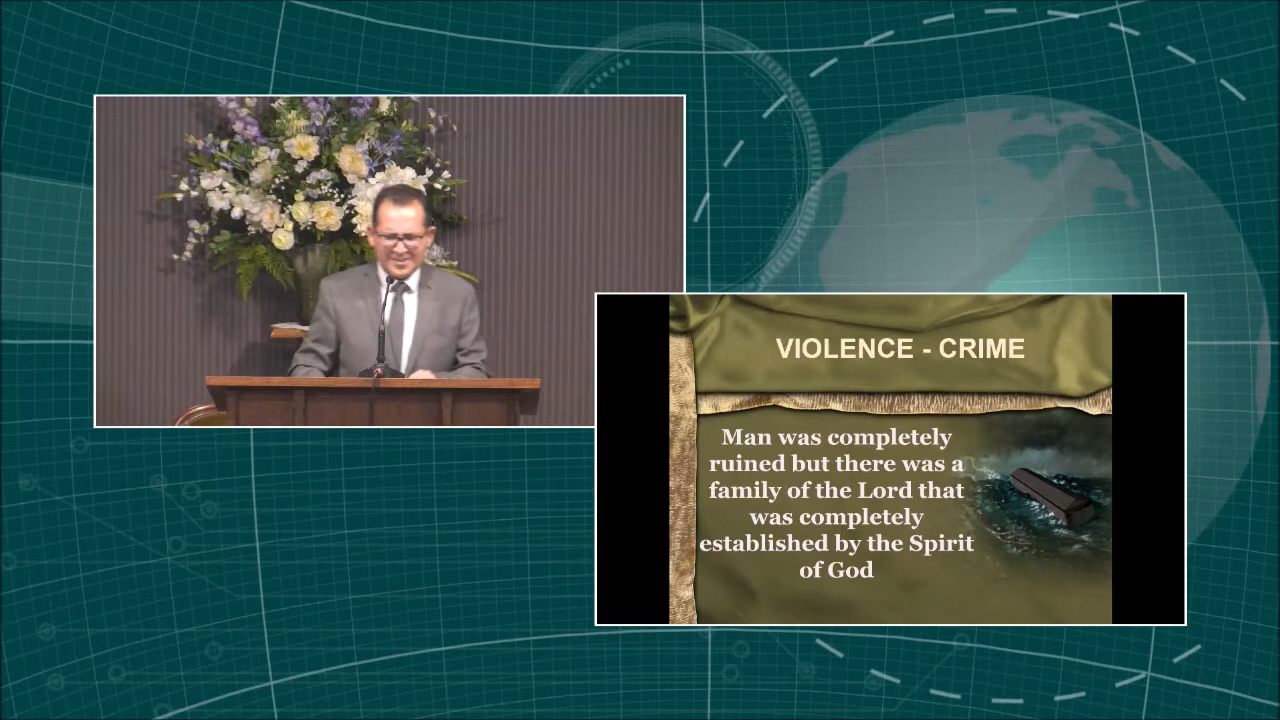 VIOLENCE - CRIME
Man was completely
ruined but there was a
family of the Lord that
was completely
established by the Spirit
of God